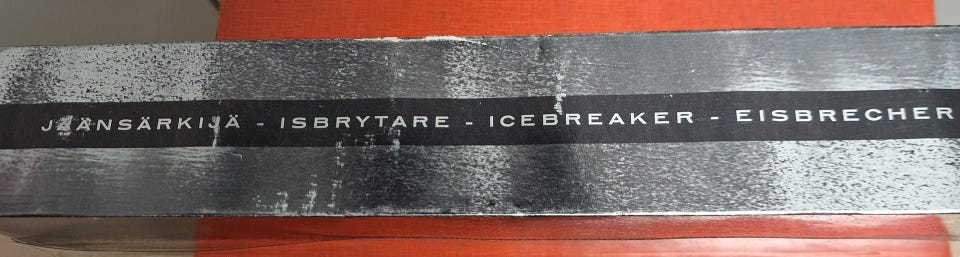 JÄÄNSÄRKIJÄ - ISBRYTARE - ICEBREAKER - EISBRECHER